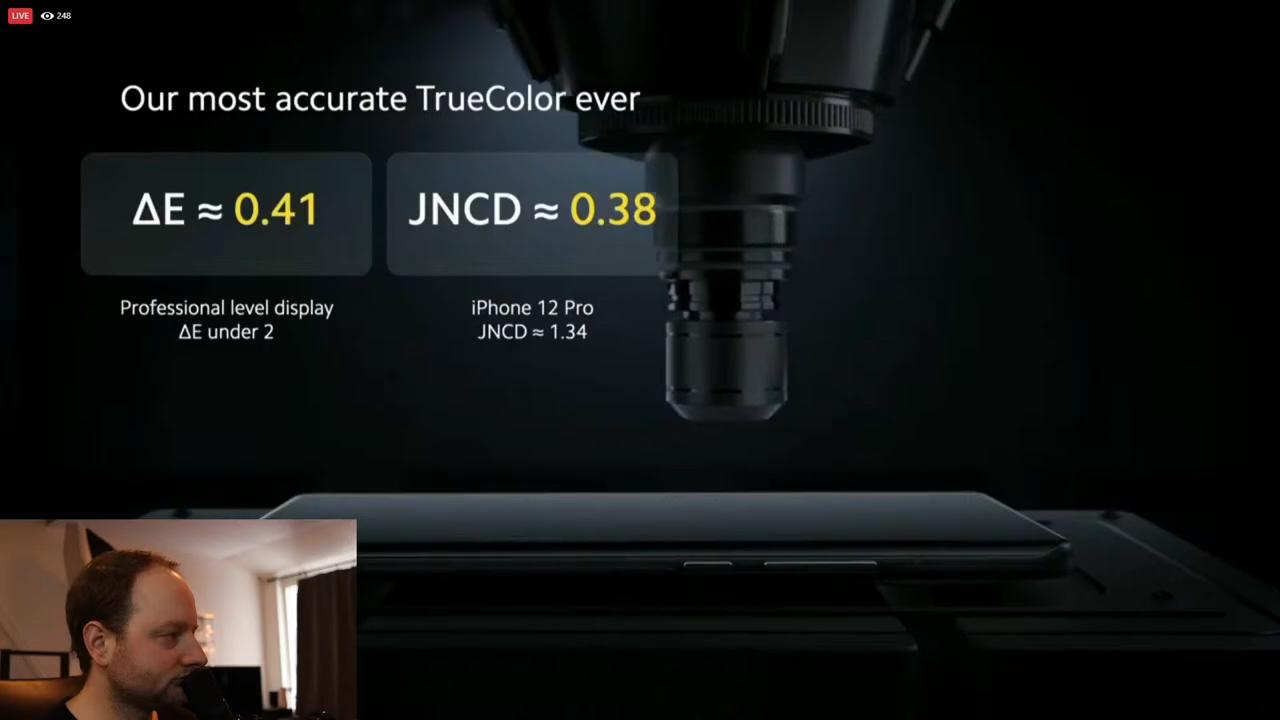 LIVE 248
Our most accurate TrueColor ever
ΔE ≈ 0.41
JNCD ≈ 0.38
Professional level display
ΔE under 2
iPhone 12 Pro
JNCD ≈ 1.34